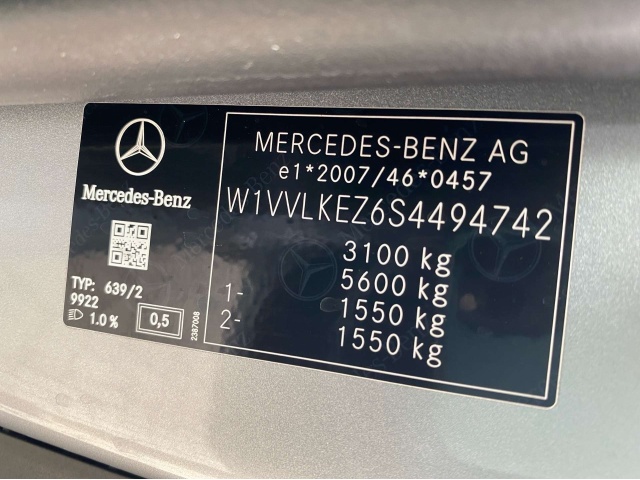 Mercedes-Benz
TYP: 639/2
9922
1.0 %
0,5
2387008
MERCEDES-BENZ AG
e1*2007/46*0457
W1VVLKEZ6S4494742
3100 kg
1- 5600 kg
2- 1550 kg
1550 kg